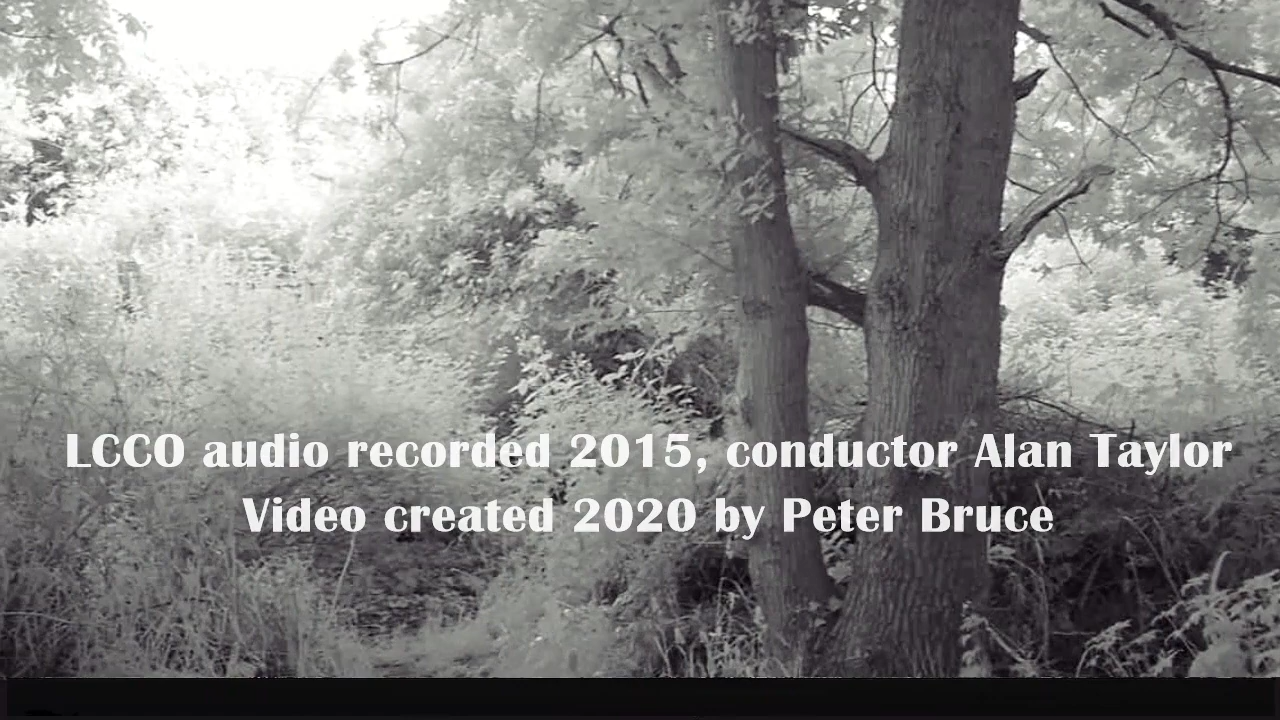 LCCO audio recorded 2015, conductor Alan Taylor
Video created 2020 by Peter Bruce